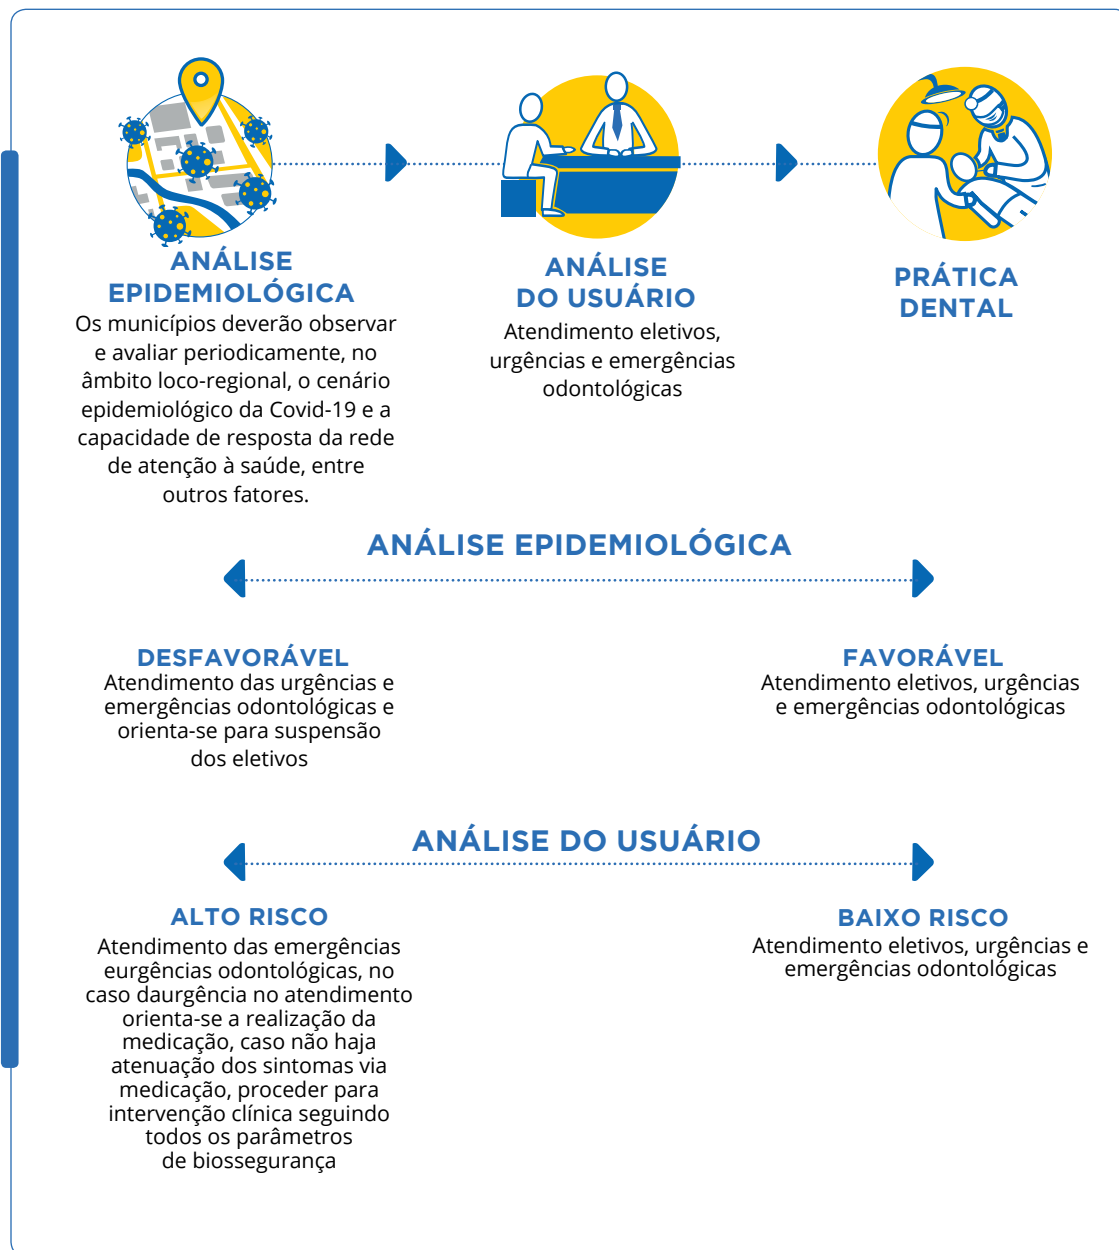 ANÁLISE
EPIDEMIOLÓGICA
Os municípios deverão observar
e avaliar periodicamente, no
âmbito loco-regional, o cenário
epidemiológico da Covid-19 e a
capacidade de resposta da rede
de atenção à saúde, entre
outros fatores.
ANÁLISE
DO USUÁRIO
Atendimento eletivos,
urgências e emergências
odontológicas
PRÁTICA
DENTAL
ANÁLISE EPIDEMIOLÓGICA
DESFAVORÁVEL
Atendimento das urgências e
emergências odontológicas e
orienta-se para suspensão
dos eletivos
FAVORÁVEL
Atendimento eletivos, urgências
e emergências odontológicas
ANÁLISE DO USUÁRIO
ALTO RISCO
Atendimento das emergências
eurgências odontológicas, no
caso daurgência no atendimento
orienta-se a realização da
medicação, caso não haja
atenuação dos sintomas via
medicação, proceder para
intervenção clínica seguindo
todos os parâmetros
de biossegurança
BAIXO RISCO
Atendimento eletivos, urgências e
emergências odontológicas